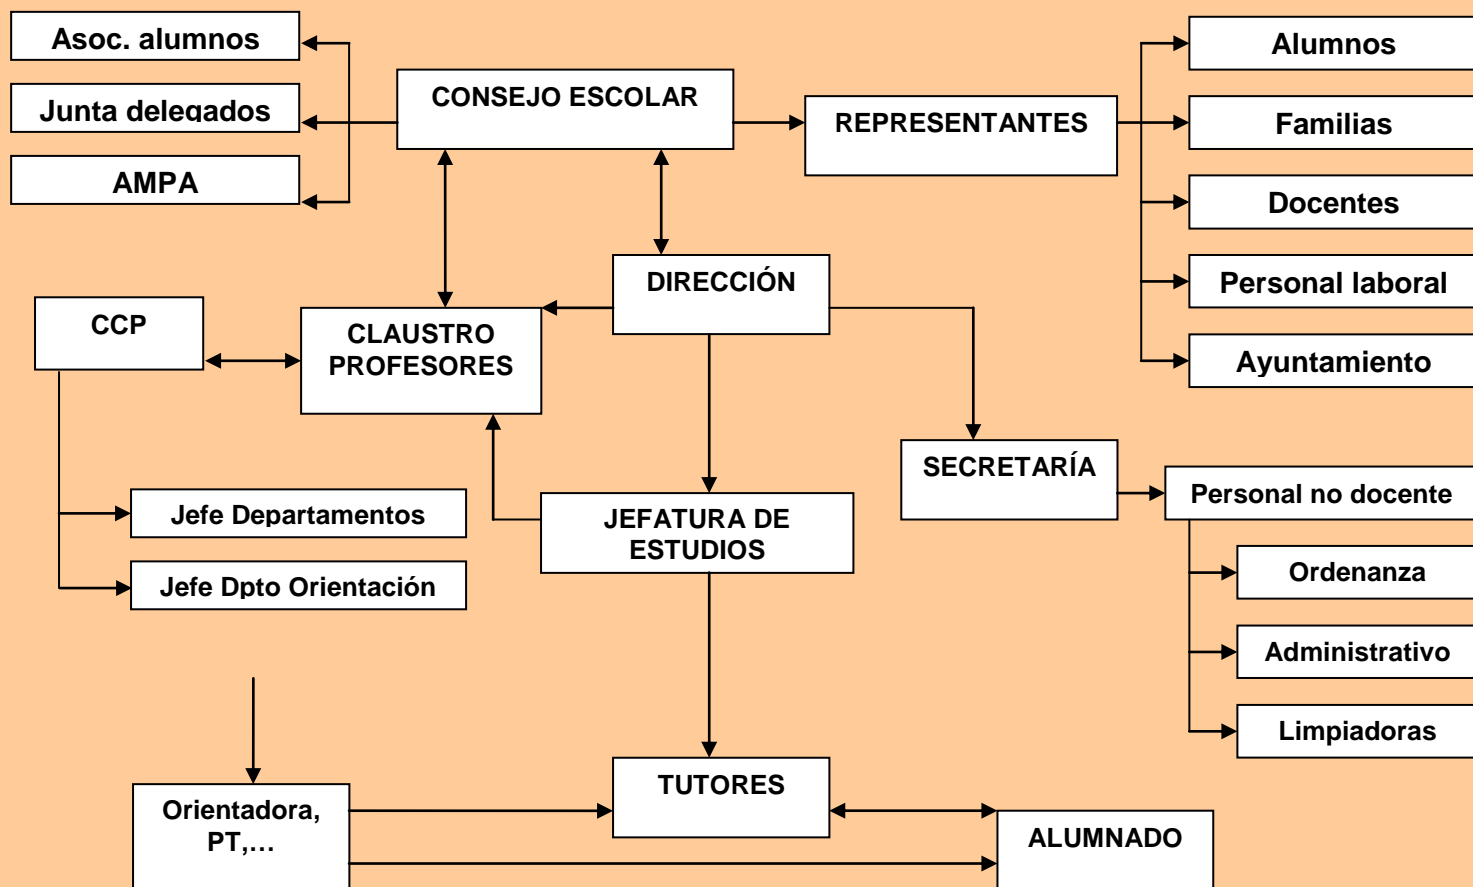 Asoc. alumnos
Junta delegados
AMPA
CONSEJO ESCOLAR
REPRESENTANTES
Alumnos
Familias
Docentes
Personal laboral
Ayuntamiento
DIRECCIÓN
CCP
CLAUSTRO
PROFESORES
SECRETARÍA
Personal no docente
Ordenanza
Administrativo
Limpiadoras
Jefe Departamentos
Jefe Dpto Orientación
JEFATURA DE
ESTUDIOS
TUTORES
Orientadora,
PT,...
ALUMNADO